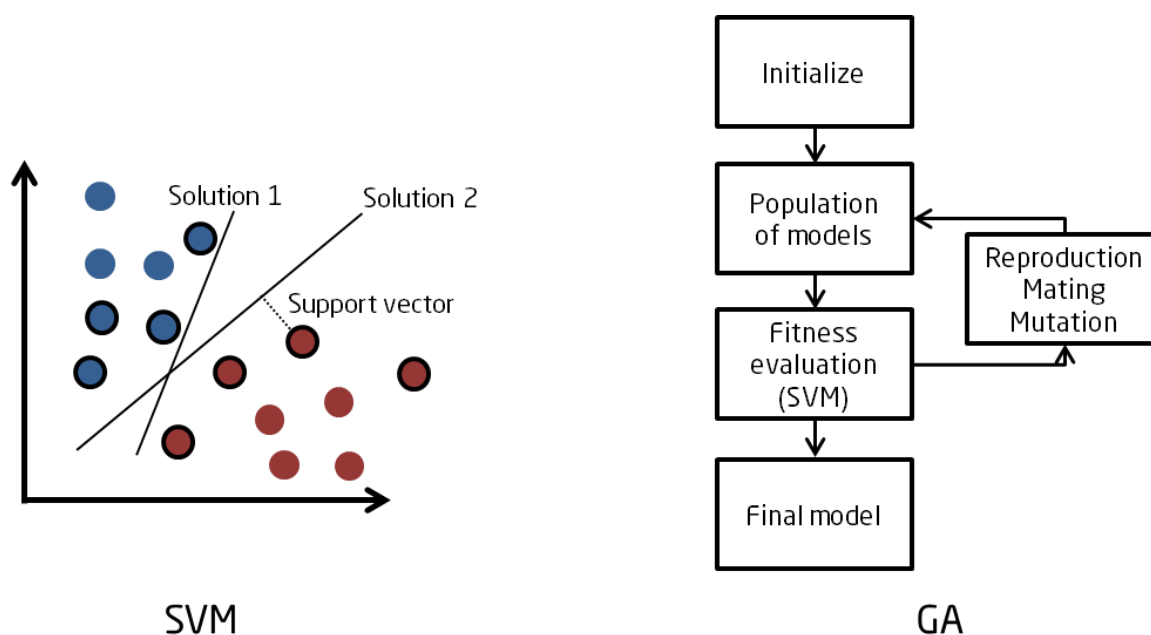 Solution 1
Solution 2
Support vector
SVM
Initialize
Population
of models
Reproduction
Mating
Mutation
Fitness
evaluation
(SVM)
Final model
GA